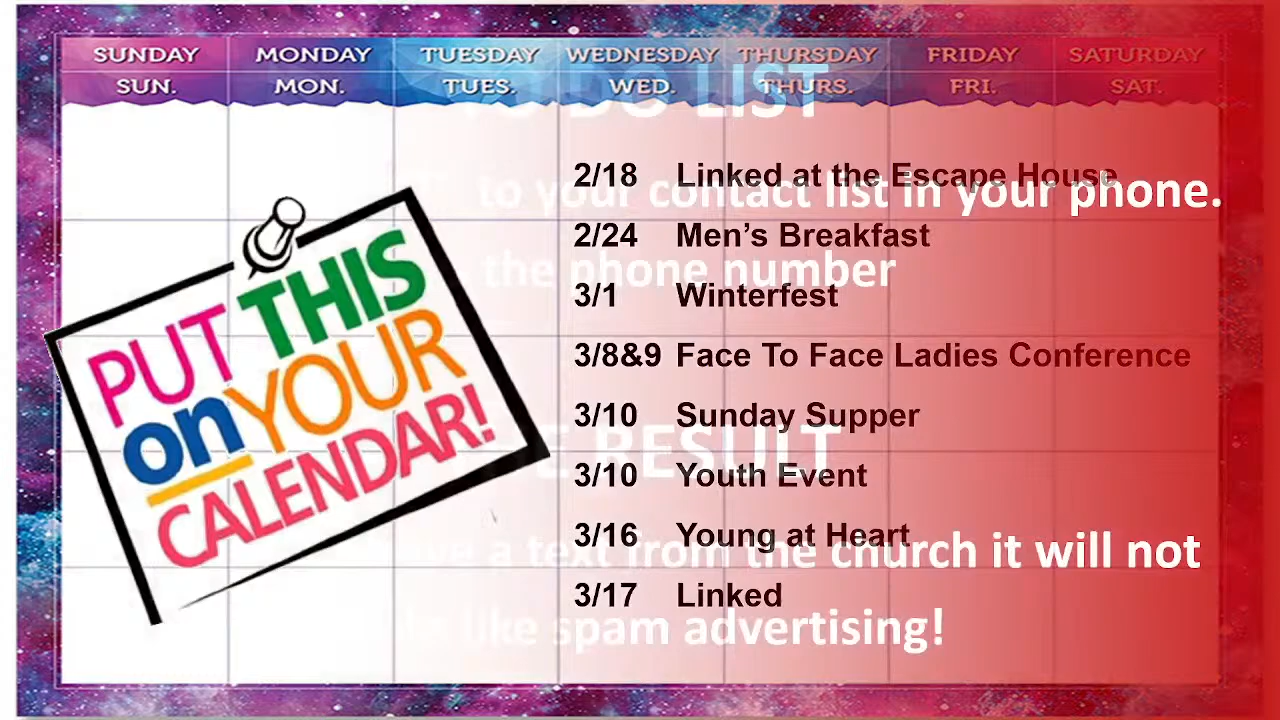 SUNDAY MONDAY TUESDAY WEDNESDAY THURSDAY FRIDAY SATURDAY
SUN. MON. TUES. WED. THURS. FRI. SAT.
TO DO LIST
2/18 Linked at the Escape House
to your contact list in your phone.
2/24 Men's Breakfast
the phone number
3/1 Winterfest
3/8&9 Face To Face Ladies Conference
3/10 Sunday Supper
RESULT
3/10 Youth Event
3/16 Young at Heart
a text from the church it will not
3/17 Linked
like spam advertising!
PUT THIS
on YOUR
CALENDAR!